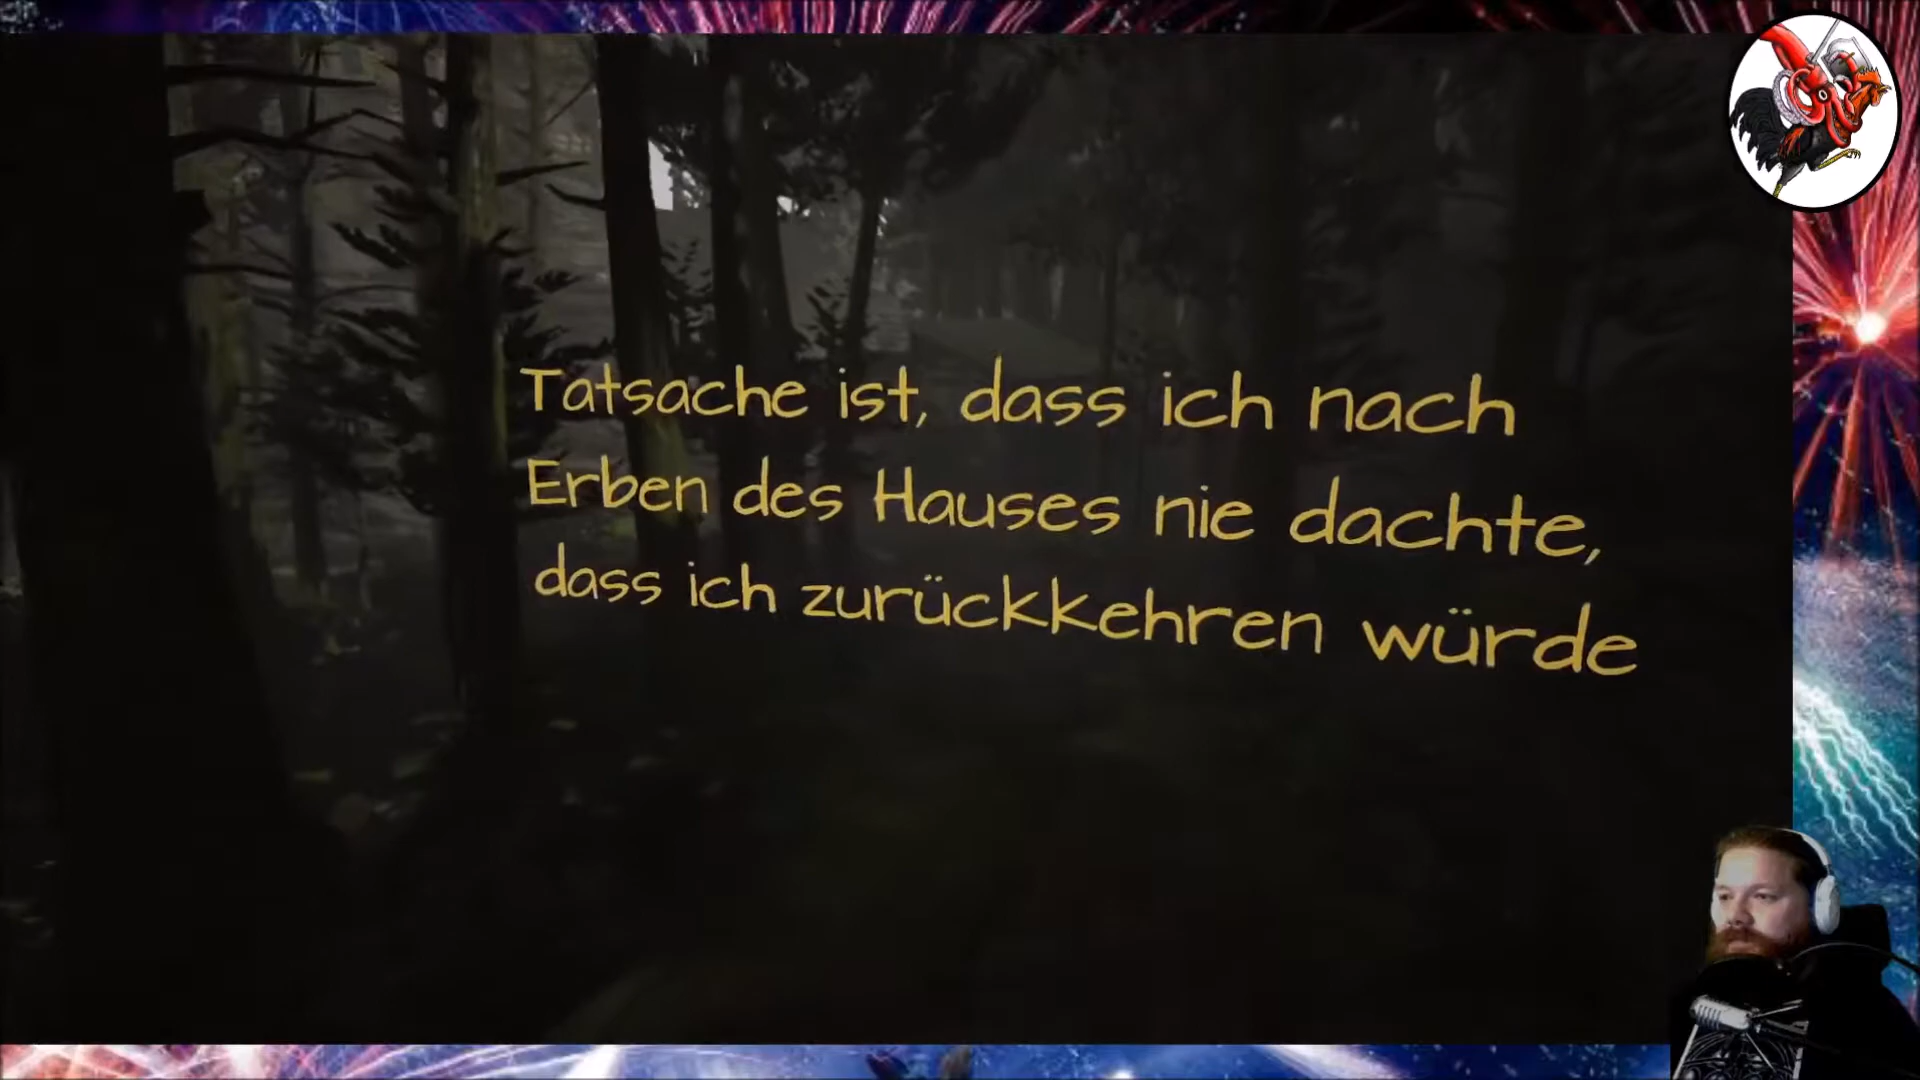 Tatsache ist, dass ich nach
Erben des Hauses nie dachte,
dass ich zurückkehren würde